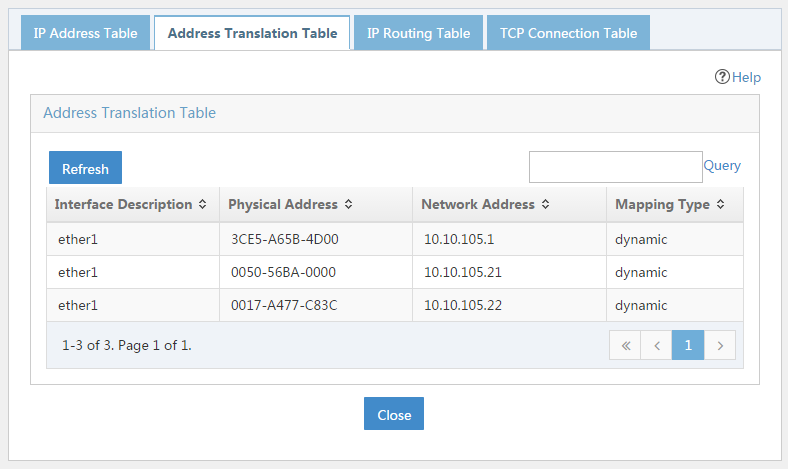 IP Address Table Address Translation Table IP Routing Table TCP Connection Table
Help
Address Translation Table
Refresh Query
Interface Description Physical Address Network Address Mapping Type
ether1 3CE5-A65B-4D00 10.10.105.1 dynamic
ether1 0050-56BA-0000 10.10.105.21 dynamic
ether1 0017-A477-C83C 10.10.105.22 dynamic
1-3 of 3. Page 1 of 1. « ‹ 1 ›
Close